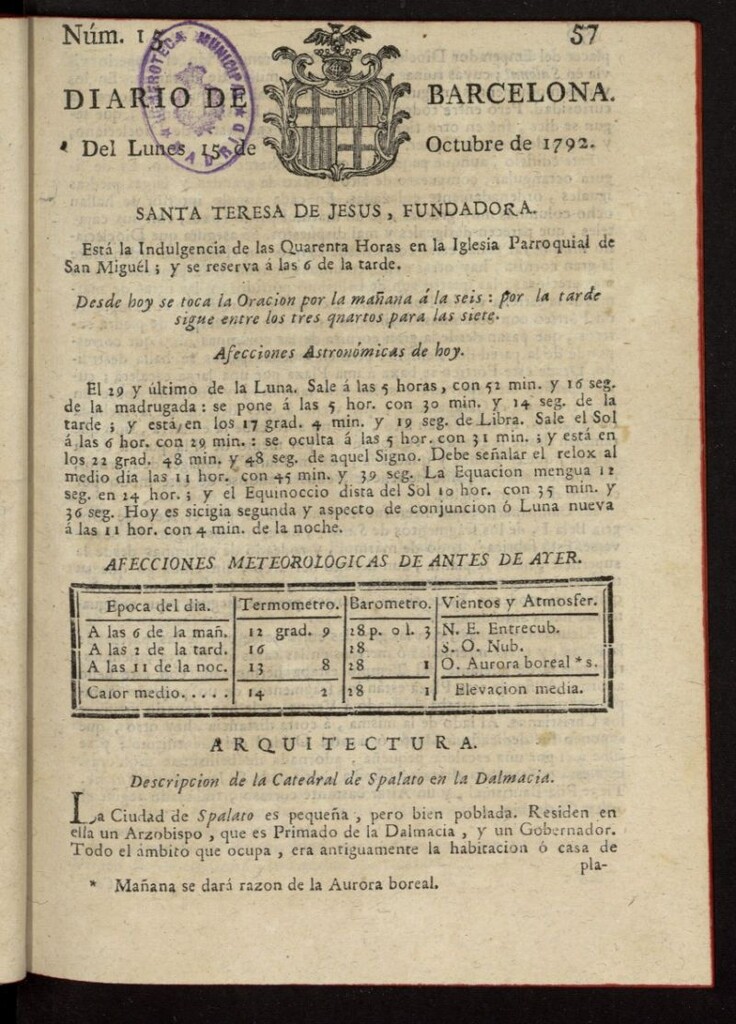 Núm. 15
57
DIARIO DE BARCELONA.
Del Lunes 15 de Octubre de 1792.
HEMEROTECA MUNICIPAL
SANTA TERESA DE JESUS, FUNDADORA.
Está la Indulgencia de las Quarenta Horas en la Iglesia Parroquial de
San Miguél; y se reserva á las 6 de la tarde.
Desde hoy se toca la Oracion por la mañana á la seis: por la tarde
sigue entre los tres qnartos para las siete.
Afecciones Astronómicas de hoy.
El 29 y último de la Luna. Sale á las 5 horas, con 52 min. y 16 seg.
de la madrugada: se pone á las 5 hor. con 30 min. y 14 seg. de la
tarde; y está en los 17 grad. 4 min. y 19 seg. de Libra. Sale el Sol
á las 6 hor. con 29 min.: se oculta á las 5 hor. con 31 min.; y está en
los 22 grad. 48 min. y 48 seg. de aquel Signo. Debe señalar el relox al
medio dia las 11 hor. con 45 min. y 39 seg. La Equacion mengua 12
seg. en 24 hor.; y el Equinoccio dista del Sol 10 hor. con 35 min. y
36 seg. Hoy es sicigia segunda y aspecto de conjuncion ó Luna nueva
á las 11 hor. con 4 min. de la noche.
AFECCIONES METEOROLÓGICAS DE ANTES DE AYER.
Epoca del dia. Termometro. Barometro. Vientos y Atmosfer.
A las 6 de la mañ. 12 grad. 9 28 p. 0 l. 3 N. E. Entrecub.
A las 2 de la tard. 16 28 S. O. Nub.
A las 11 de la noc. 13 8 28 1 O. Aurora boreal * s.
Calor medio..... 14 2 28 1 Elevacion media.
ARQUITECTURA.
Descripcion de la Catedral de Spalato en la Dalmacia.
La Ciudad de Spalato es pequeña, pero bien poblada. Residen en
ella un Arzobispo, que es Primado de la Dalmacia, y un Gobernador.
Todo el ámbito que ocupa, era antiguamente la habitacion ó casa de
pla-
* Mañana se dará razon de la Aurora boreal.